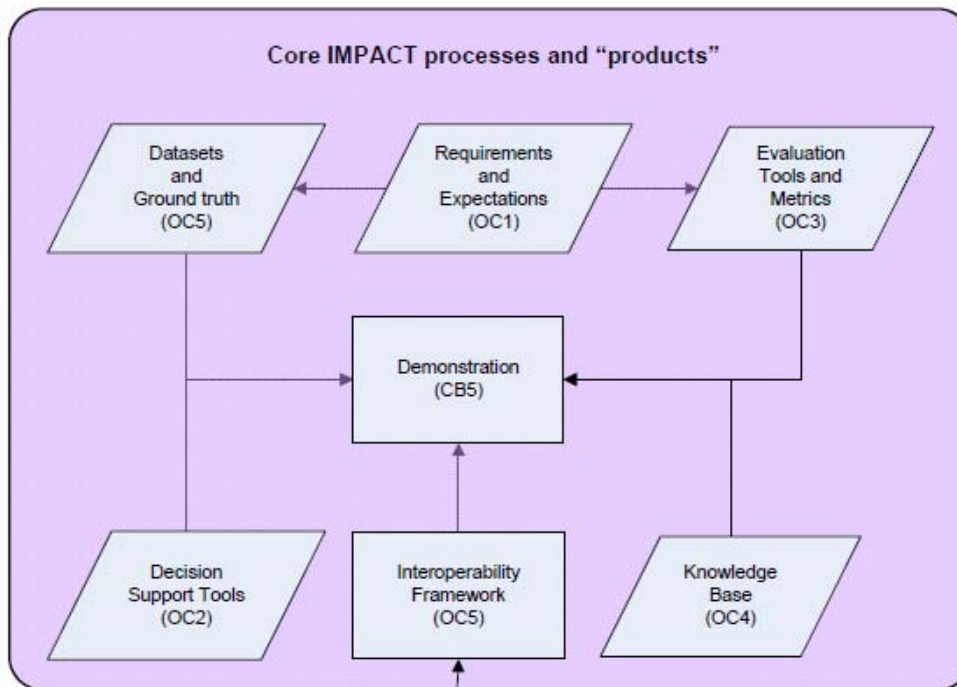 Core IMPACT processes and “products”
Datasets
and
Ground truth
(OC5)
Requirements
and
Expectations
(OC1)
Evaluation
Tools and
Metrics
(OC3)
Demonstration
(CB5)
Decision
Support Tools
(OC2)
Interoperability
Framework
(OC5)
Knowledge
Base
(OC4)